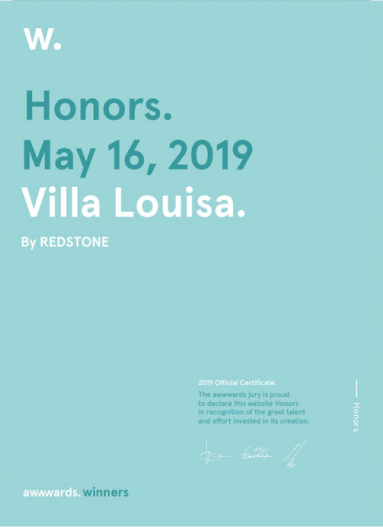 W.
Honors.
May 16, 2019
Villa Louisa.
By REDSTONE
2019 Official Certificate.
The awwwards jury is proud
to declare this website Honors
in recognition of the great talent
and effort invested in its creation.
Honors
awwwards.winners